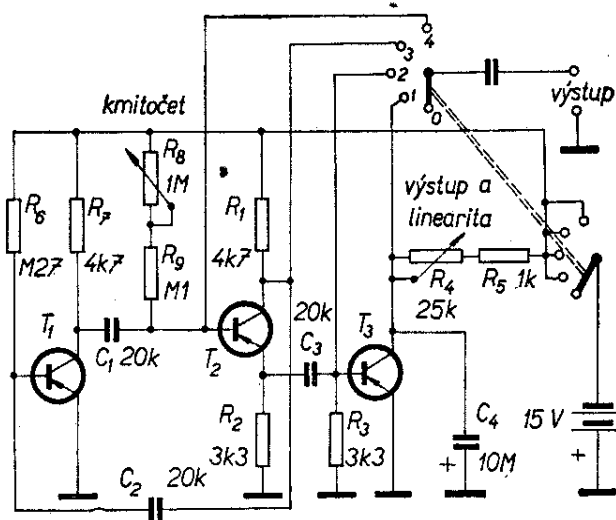 4
3
2
1
0
kmitočet
výstup
R8
1M
R6
R7
R1
výstup a
linearita
M27
4k7
R9
M1
4k7
R4
25k
R5 1k
T1
C1 20k
T2
20k
C3
T3
R2
3k3
R3
3k3
C4
+ 10M
15 V
+
C2
20k